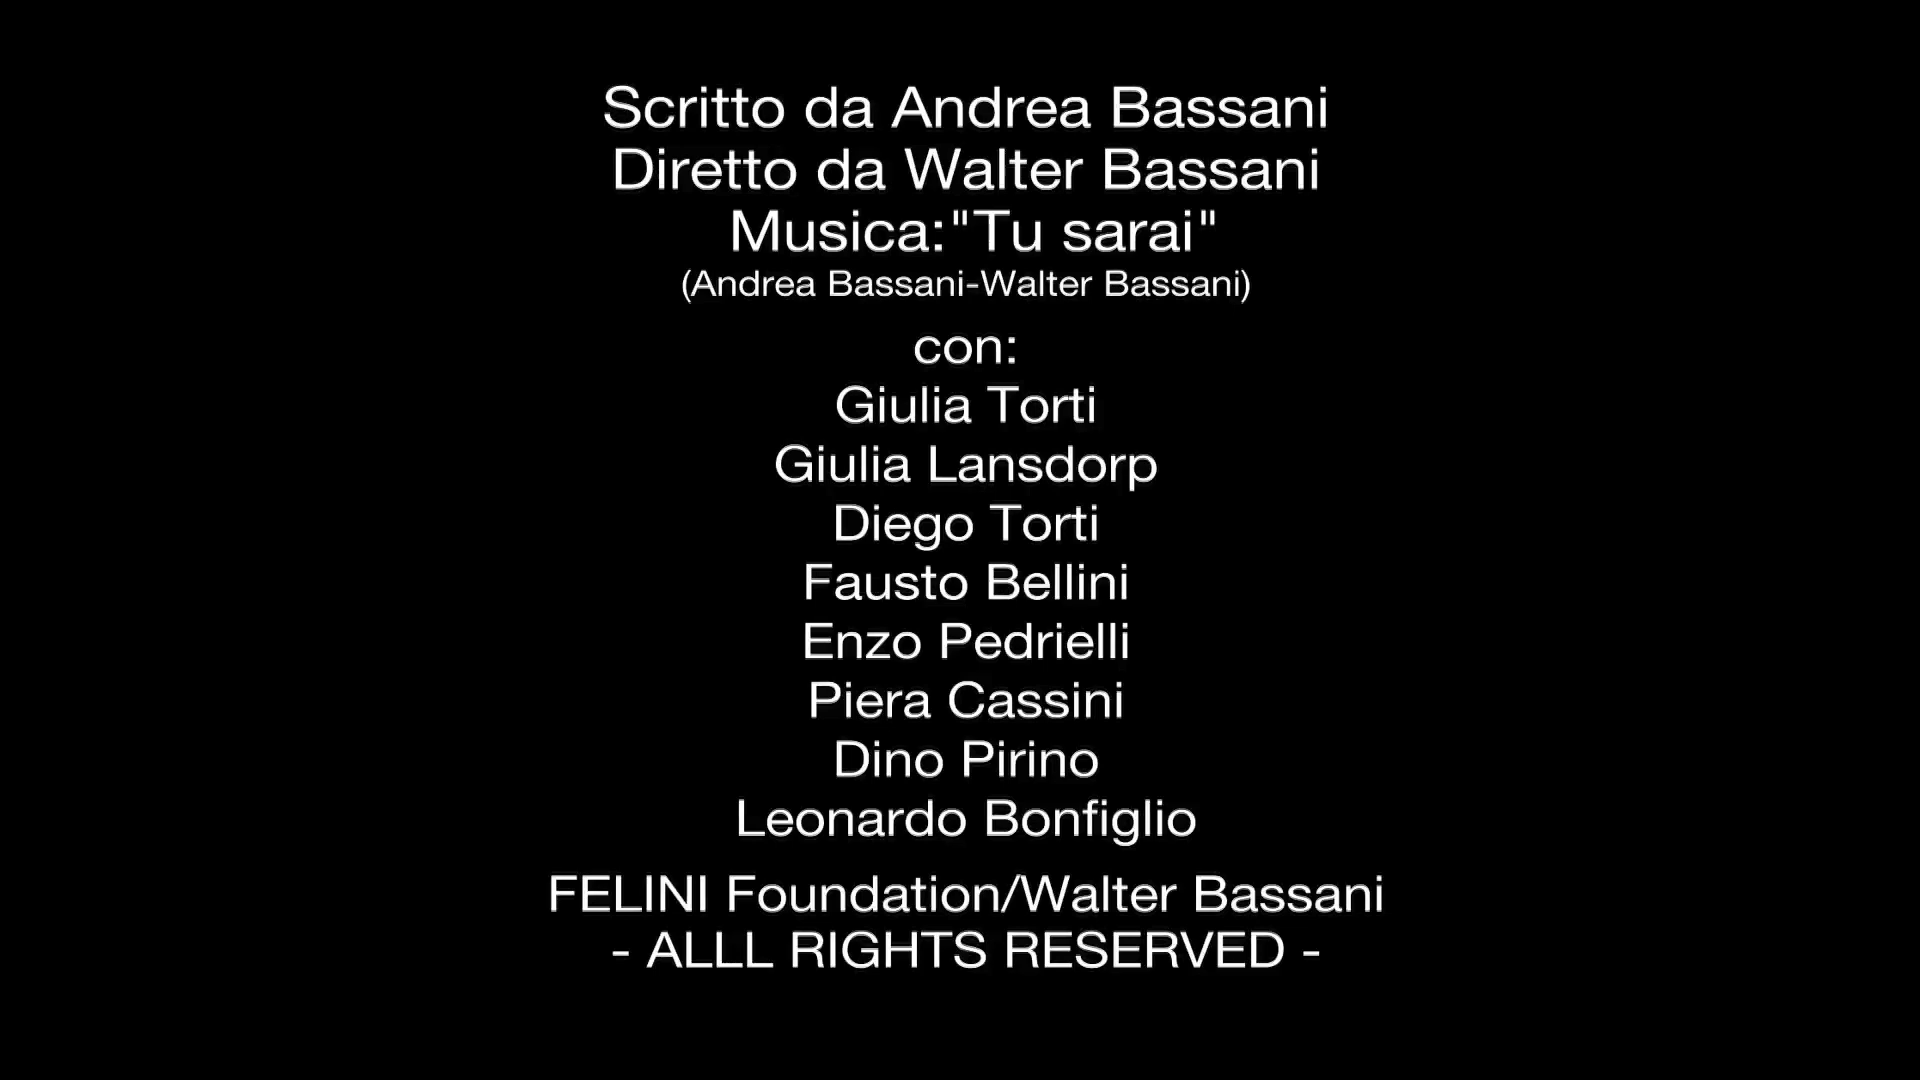 Scritto da Andrea Bassani
Diretto da Walter Bassani
Musica:"Tu sarai"
(Andrea Bassani-Walter Bassani)
con:
Giulia Torti
Giulia Lansdorp
Diego Torti
Fausto Bellini
Enzo Pedrielli
Piera Cassini
Dino Pirino
Leonardo Bonfiglio
FELINI Foundation/Walter Bassani
- ALLL RIGHTS RESERVED -